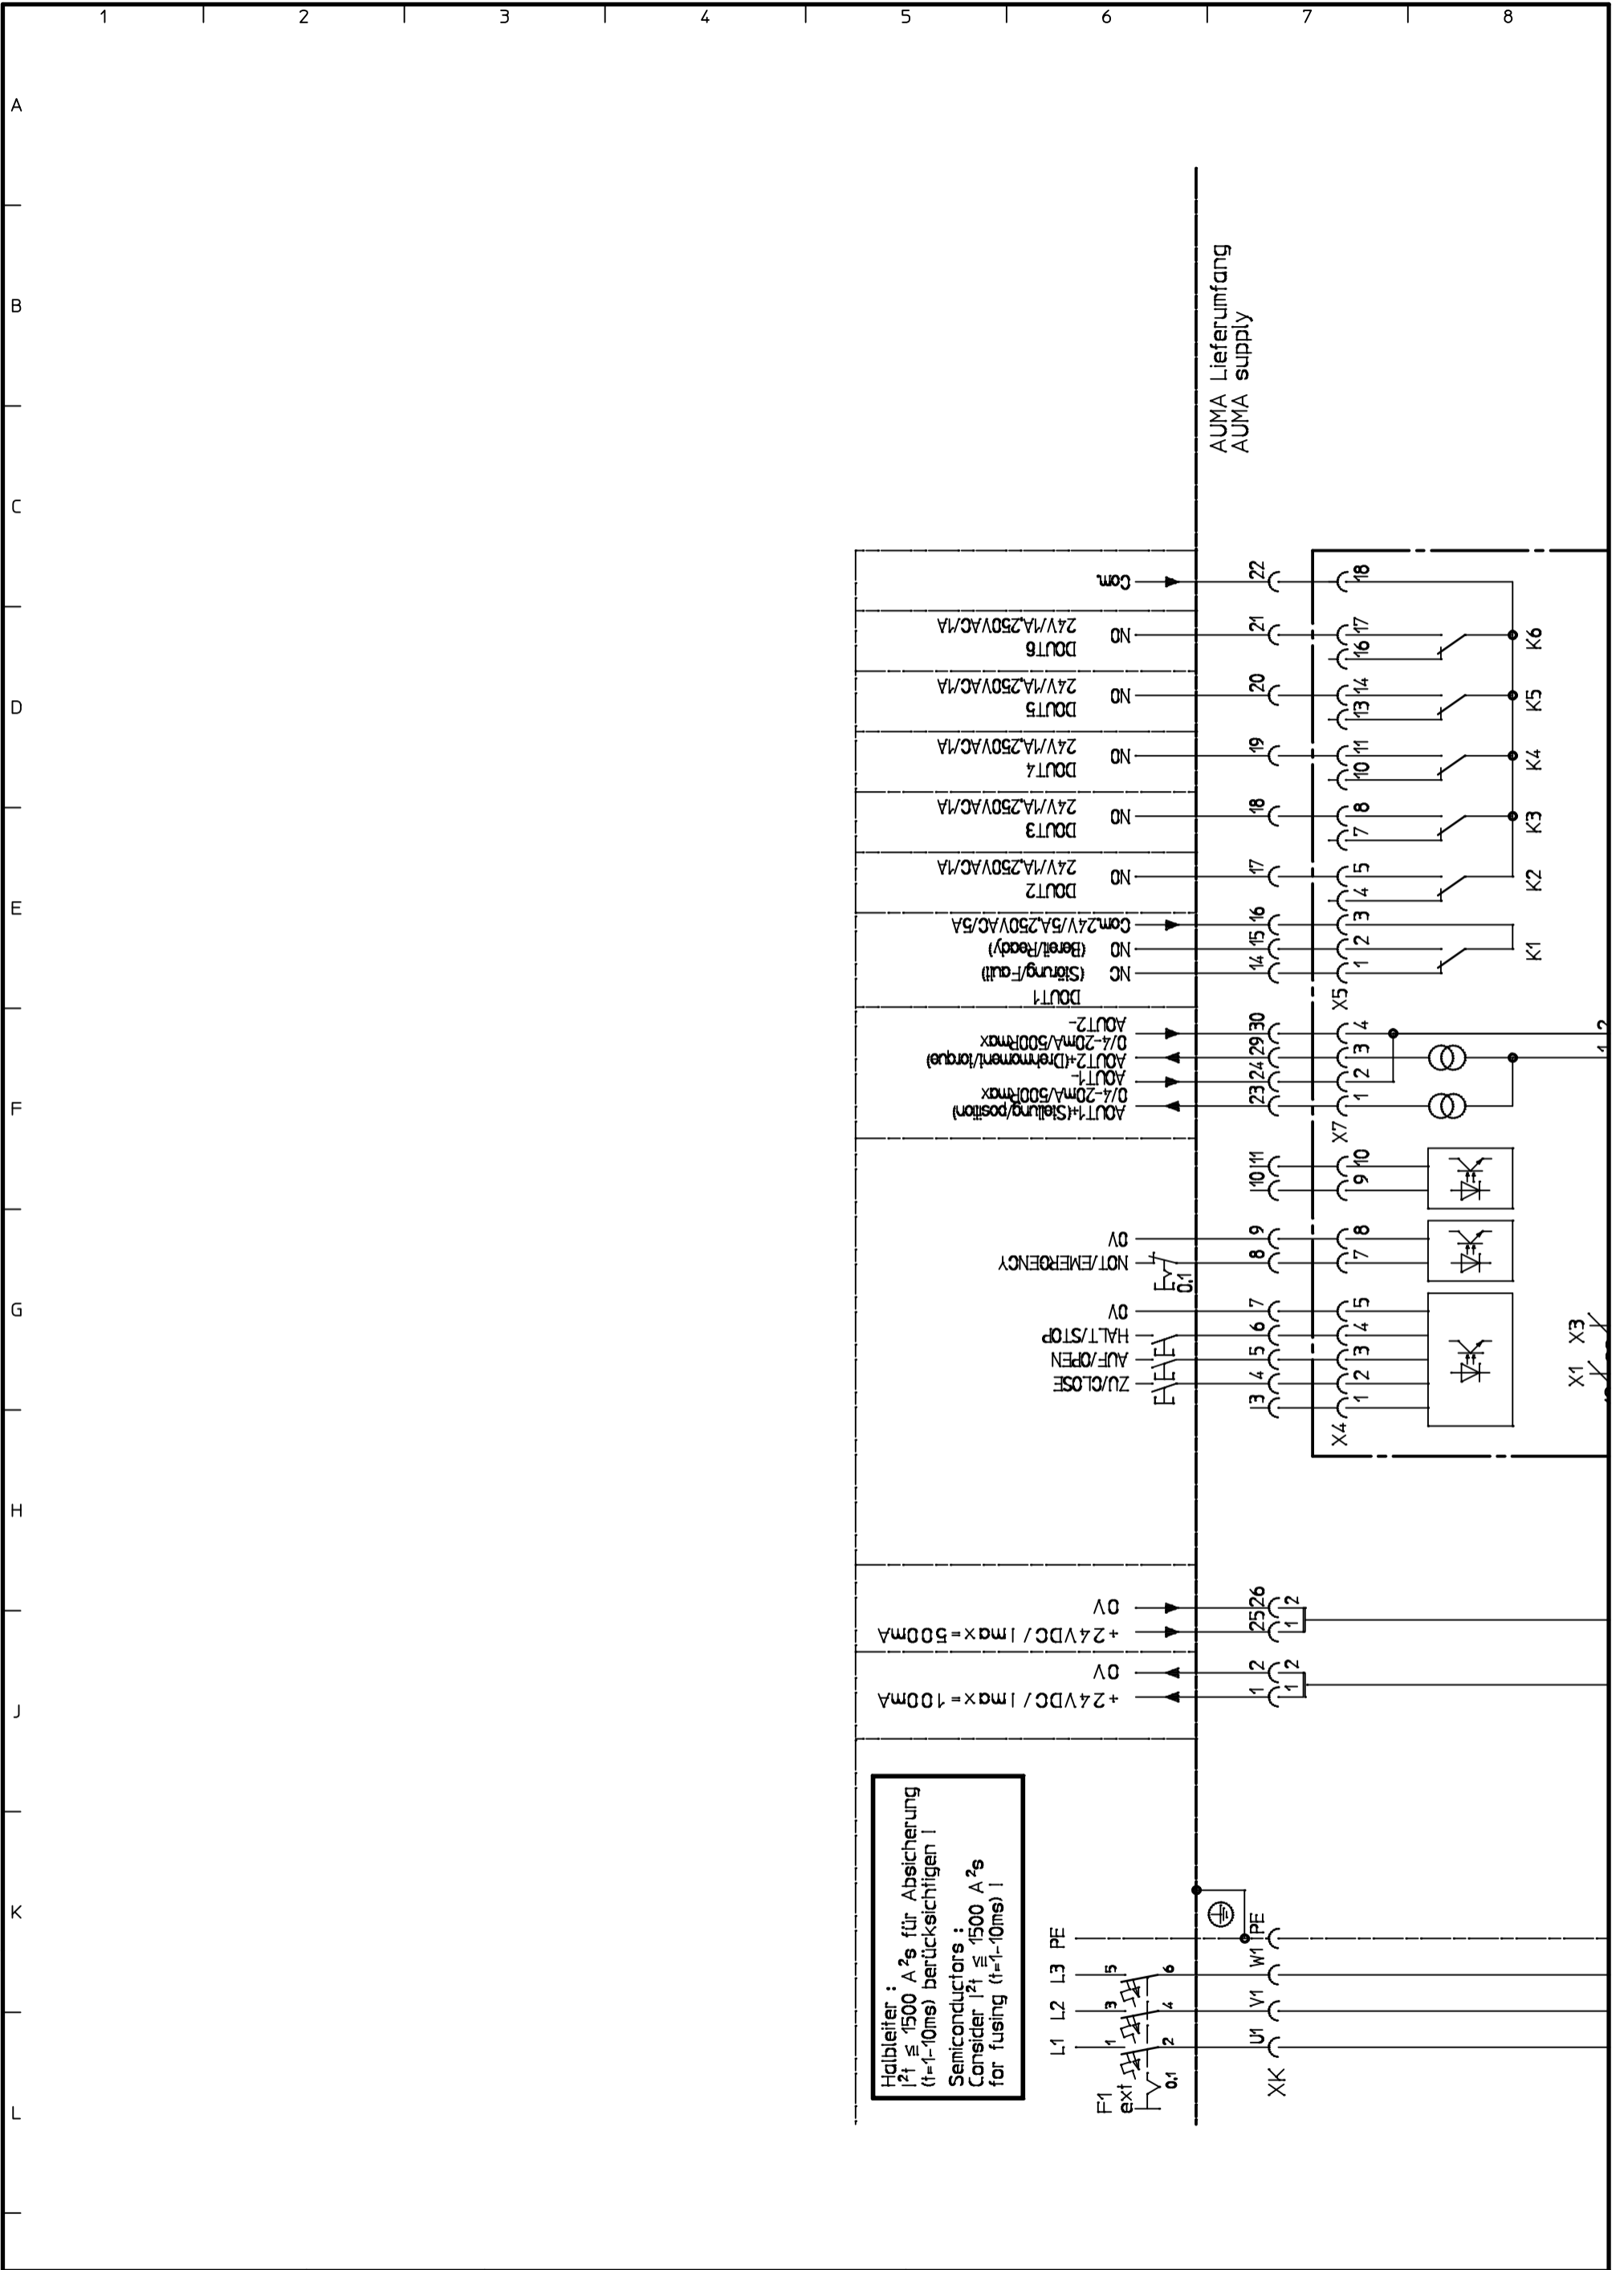 1 2 3 4 5 6 7 8
A
B
C
D
E
F
G
H
J
K
L
AUMA Lieferumfang
AUMA supply
Com. 22 18
DOUT6
24V/1A,250VAC/1A
NO 21 17
16
K6
DOUT5
24V/1A,250VAC/1A
NO 20 14
13
K5
DOUT4
24V/1A,250VAC/1A
NO 19 11
10
K4
DOUT3
24V/1A,250VAC/1A
NO 18 8
7
K3
DOUT2
24V/1A,250VAC/1A
NO 17 5
4
K2
Com. 24V/5A,250VAC/5A 16 3
NO (Bereit/Ready) 15 2
NC (Störung/Fault) 14 1
DOUT1
K1
X5
AOUT2- 30 4
0/4-20mA/500Rmax
AOUT2+(Drehmoment/torque) 29 3
AOUT1- 24 2
0/4-20mA/500Rmax
AOUT1+(Stellung/position) 23 1
X7
1 2
11 10
10 9
0V 9 8
NOT/EMERGENCY 8 7
0,1
0V 7 5
HALT/STOP 6 4
AUF/OPEN 5 3
ZU/CLOSE 4 2
3 1
X4
X3
X1
0V 26 2
+24VDC/Imax=500mA 25 1
0V 2 2
+24VDC/Imax=100mA 1 1
Halbleiter :
I²t ≦ 1500 A²s für Absicherung
(t=1-10ms) berücksichtigen !
Semiconductors :
Consider I²t ≦ 1500 A²s
for fusing (t=1-10ms) !
PE PE
L3 5 6 W1
L2 3 4 V1
L1 1 2 U1
F1
ext
0,1
XK